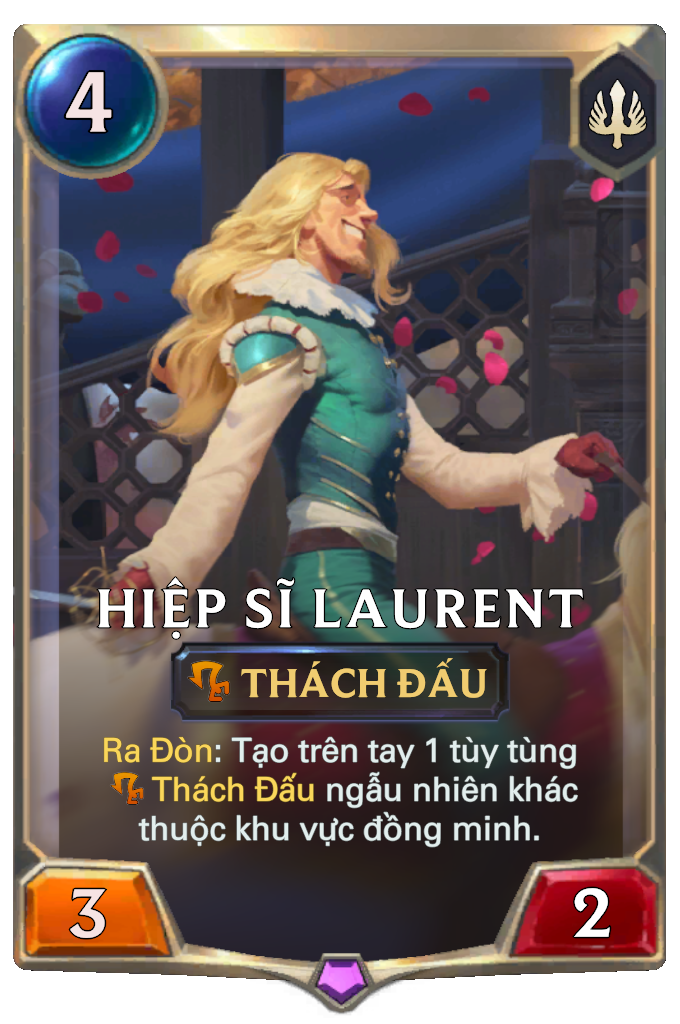 4
HIỆP SĨ LAURENT
THÁCH ĐẤU
Ra Đòn: Tạo trên tay 1 tùy tùng
Thách Đấu ngẫu nhiên khác
thuộc khu vực đồng minh.
3
2